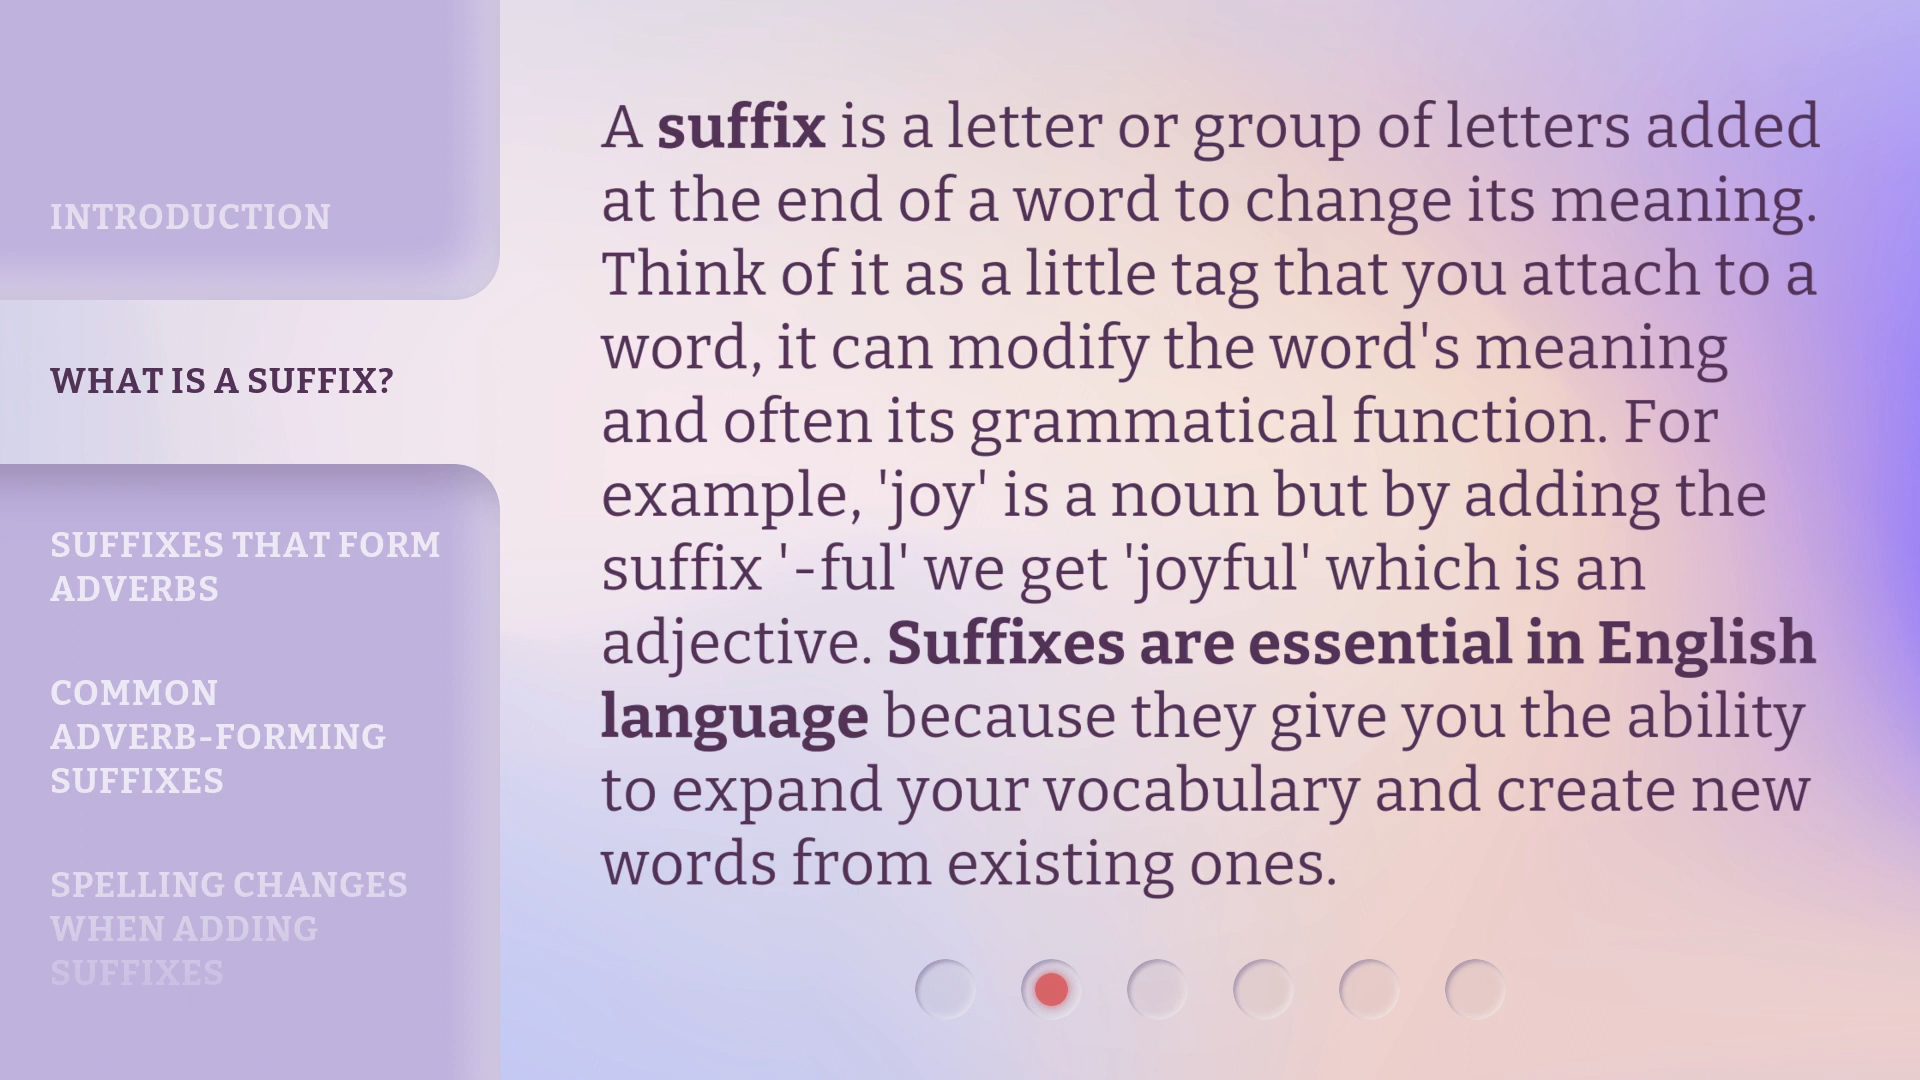 INTRODUCTION
WHAT IS A SUFFIX?
SUFFIXES THAT FORM
ADVERBS
COMMON
ADVERB-FORMING
SUFFIXES
SPELLING CHANGES
WHEN ADDING
SUFFIXES
A suffix is a letter or group of letters added
at the end of a word to change its meaning.
Think of it as a little tag that you attach to a
word, it can modify the word's meaning
and often its grammatical function. For
example, 'joy' is a noun but by adding the
suffix '-ful' we get 'joyful' which is an
adjective. Suffixes are essential in English
language because they give you the ability
to expand your vocabulary and create new
words from existing ones.